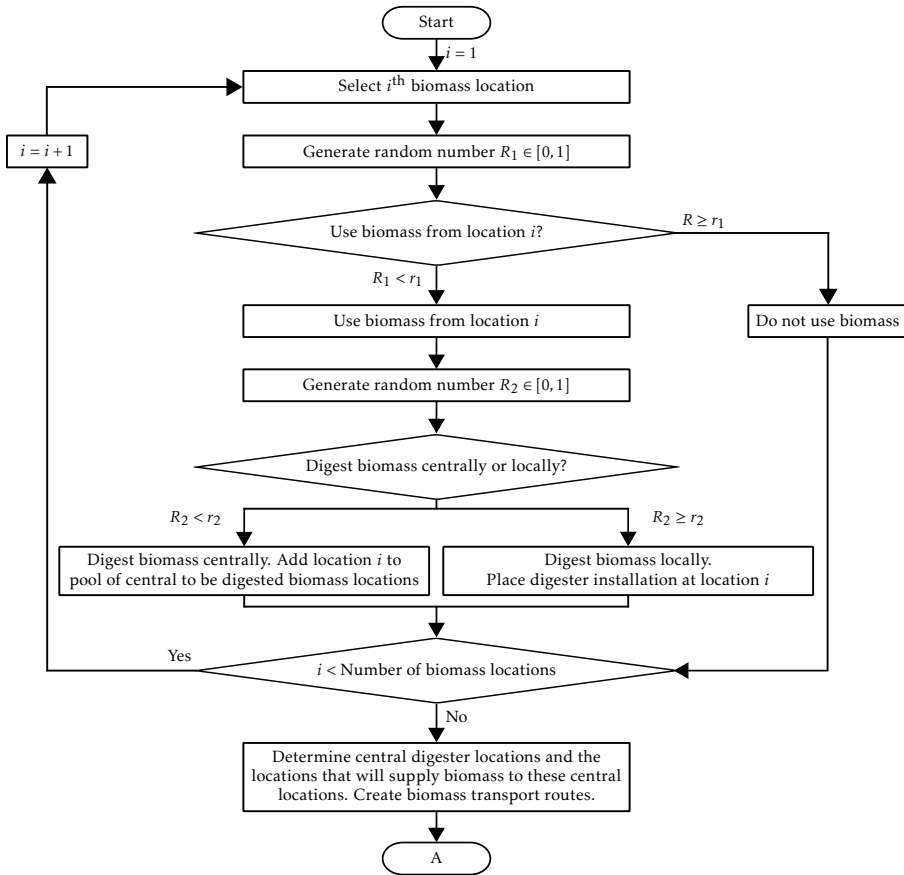 Start
i = 1
Select ith biomass location
i = i + 1
Generate random number R1 ∈ [0, 1]
Use biomass from location i?
R ≥ r1
R1 < r1
Use biomass from location i
Do not use biomass
Generate random number R2 ∈ [0, 1]
Digest biomass centrally or locally?
R2 < r2
R2 ≥ r2
Digest biomass centrally. Add location i to
pool of central to be digested biomass locations
Digest biomass locally.
Place digester installation at location i
Yes
i < Number of biomass locations
No
Determine central digester locations and the
locations that will supply biomass to these central
locations. Create biomass transport routes.
A